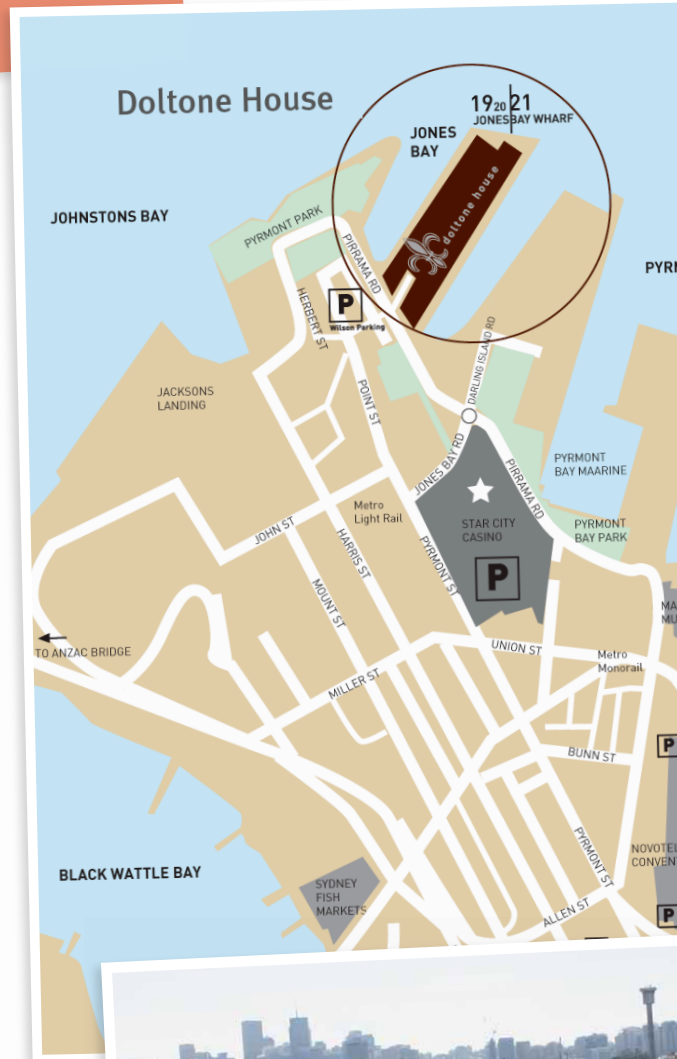 Doltone House
19 20 21
JONESBAY WHARF
JONES
BAY
doltone house
JOHNSTONS BAY
PYRMONT PARK
PIRRAMA RD
PYRM
HERBERT ST
P
Wilson Parking
DARLING ISLAND RD
JACKSONS
LANDING
POINT ST
JONES BAY RD
PIRRAMA RD
PYRMONT
BAY MAARINE
Metro
Light Rail
STAR CITY
CASINO
PYRMONT
BAY PARK
JOHN ST
HARRIS ST
PYRMONT ST
P
MOUNT ST
MA
MU
TO ANZAC BRIDGE
UNION ST
Metro
Monorail
MILLER ST
P
BUNN ST
PYRMONT ST
NOVOTEL
CONVENT
BLACK WATTLE BAY
SYDNEY
FISH
MARKETS
ALLEN ST
P